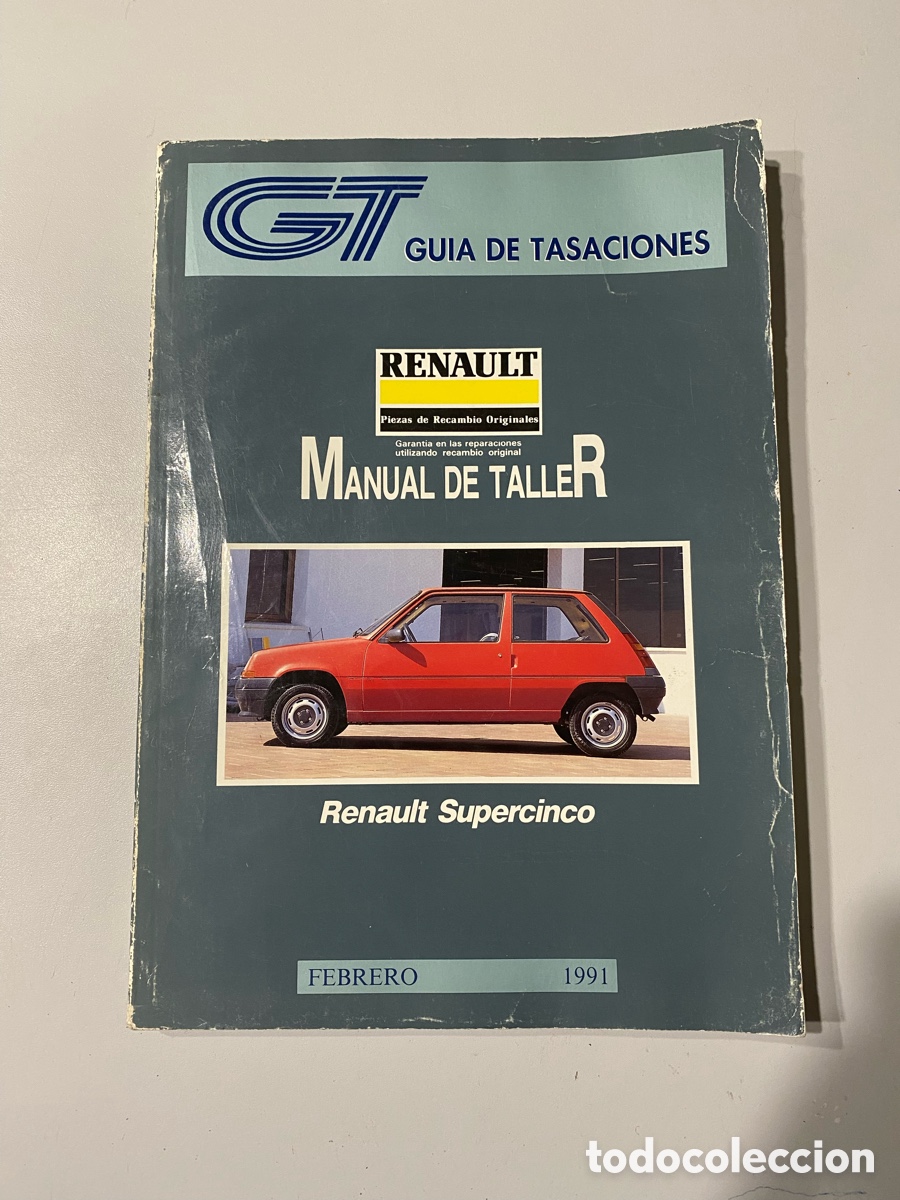 GT GUIA DE TASACIONES
RENAULT
Piezas de Recambio Originales
Garantía en las reparaciones
utilizando recambio original
MANUAL DE TALLER
Renault Supercinco
FEBRERO 1991
todocoleccion